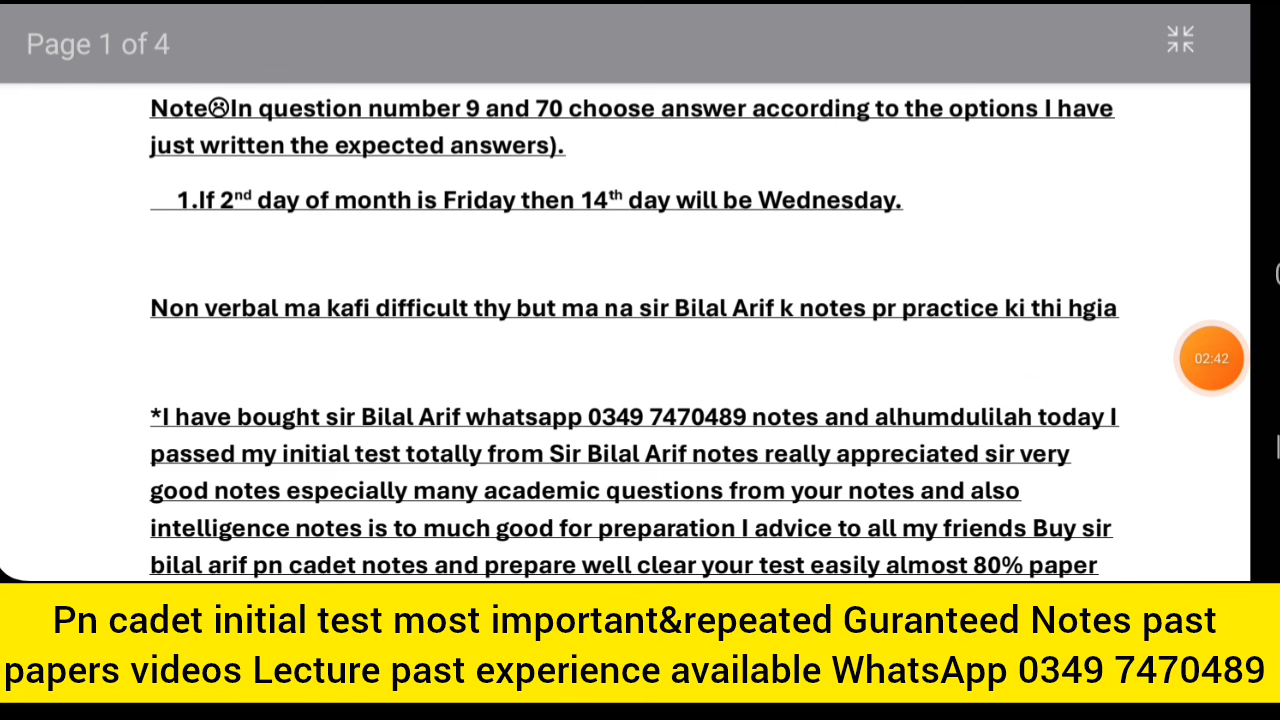 Page 1 of 4
Note☹In question number 9 and 70 choose answer according to the options I have
just written the expected answers).
1.If 2nd day of month is Friday then 14th day will be Wednesday.
Non verbal ma kafi difficult thy but ma na sir Bilal Arif k notes pr practice ki thi hgia
02:42
*I have bought sir Bilal Arif whatsapp 0349 7470489 notes and alhumdulilah today I
passed my initial test totally from Sir Bilal Arif notes really appreciated sir very
good notes especially many academic questions from your notes and also
intelligence notes is to much good for preparation I advice to all my friends Buy sir
bilal arif pn cadet notes and prepare well clear your test easily almost 80% paper
Pn cadet initial test most important&repeated Guranteed Notes past
papers videos Lecture past experience available WhatsApp 0349 7470489